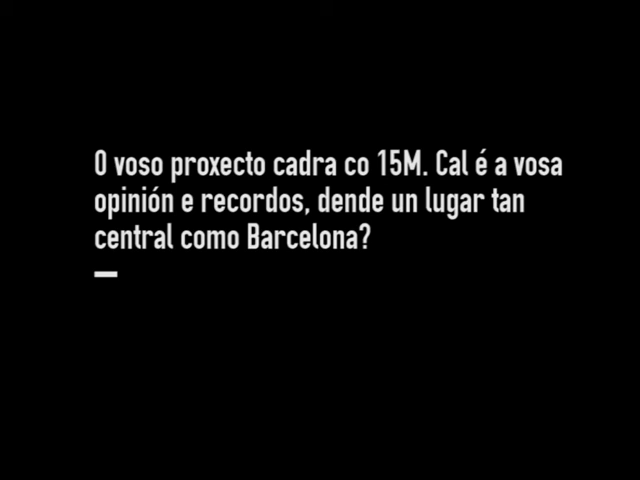 O voso proxecto cadra co 15M. Cal é a vosa
opinión e recordos, dende un lugar tan
central como Barcelona?